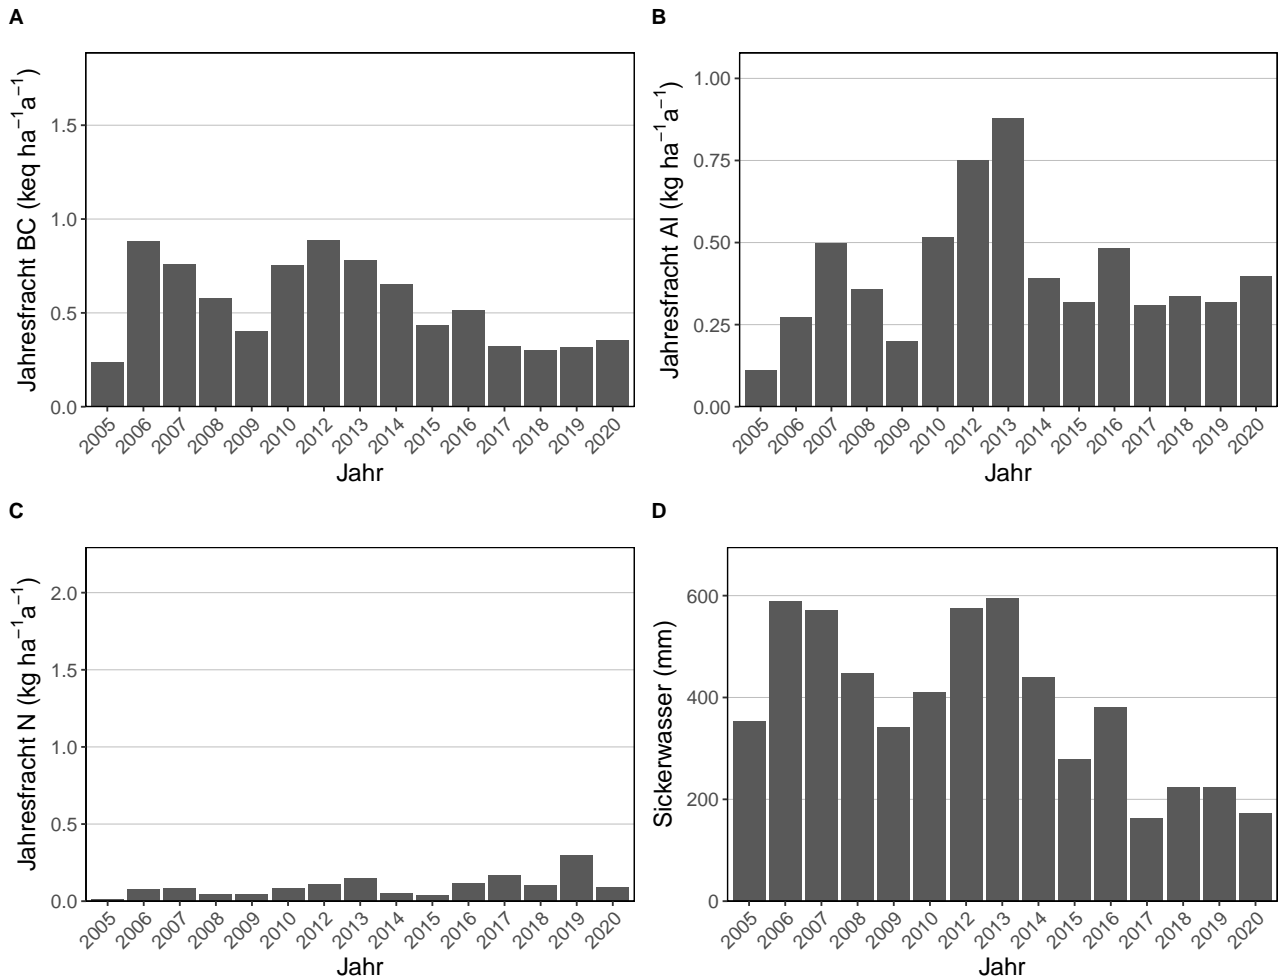 A
Jahresfracht BC (keq ha−1a−1)
1.5
1.0
0.5
0.0
2005 2006 2007 2008 2009 2010 2012 2013 2014 2015 2016 2017 2018 2019 2020
Jahr
B
Jahresfracht Al (kg ha−1a−1)
1.00
0.75
0.50
0.25
0.00
2005 2006 2007 2008 2009 2010 2012 2013 2014 2015 2016 2017 2018 2019 2020
Jahr
C
Jahresfracht N (kg ha−1a−1)
2.0
1.5
1.0
0.5
0.0
2005 2006 2007 2008 2009 2010 2012 2013 2014 2015 2016 2017 2018 2019 2020
Jahr
D
Sickerwasser (mm)
600
400
200
0
2005 2006 2007 2008 2009 2010 2012 2013 2014 2015 2016 2017 2018 2019 2020
Jahr